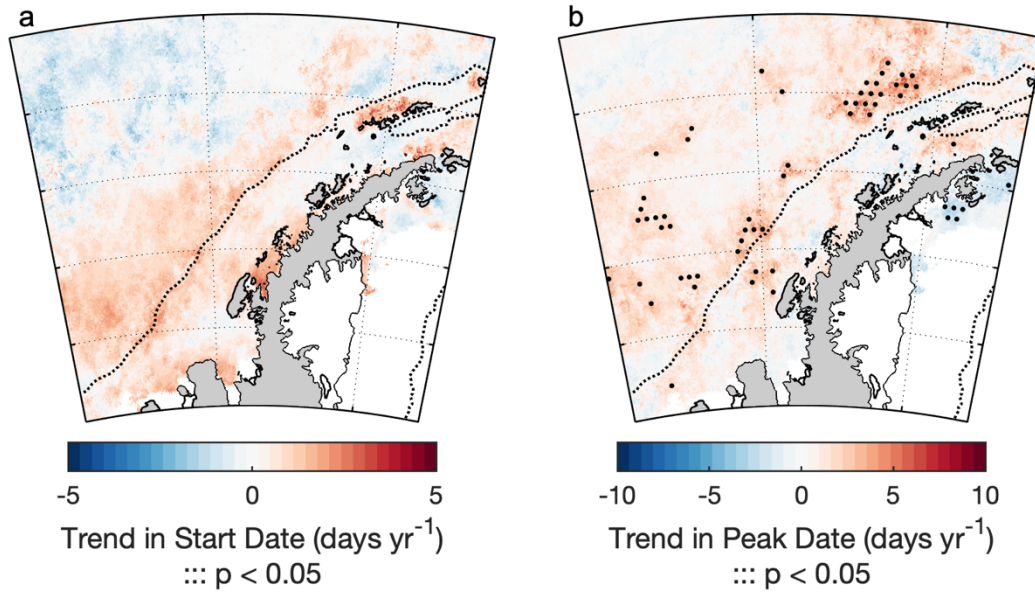 a
b
-5
0
5
-10
-5
0
5
10
Trend in Start Date (days yr⁻¹)
::: p < 0.05
Trend in Peak Date (days yr⁻¹)
::: p < 0.05